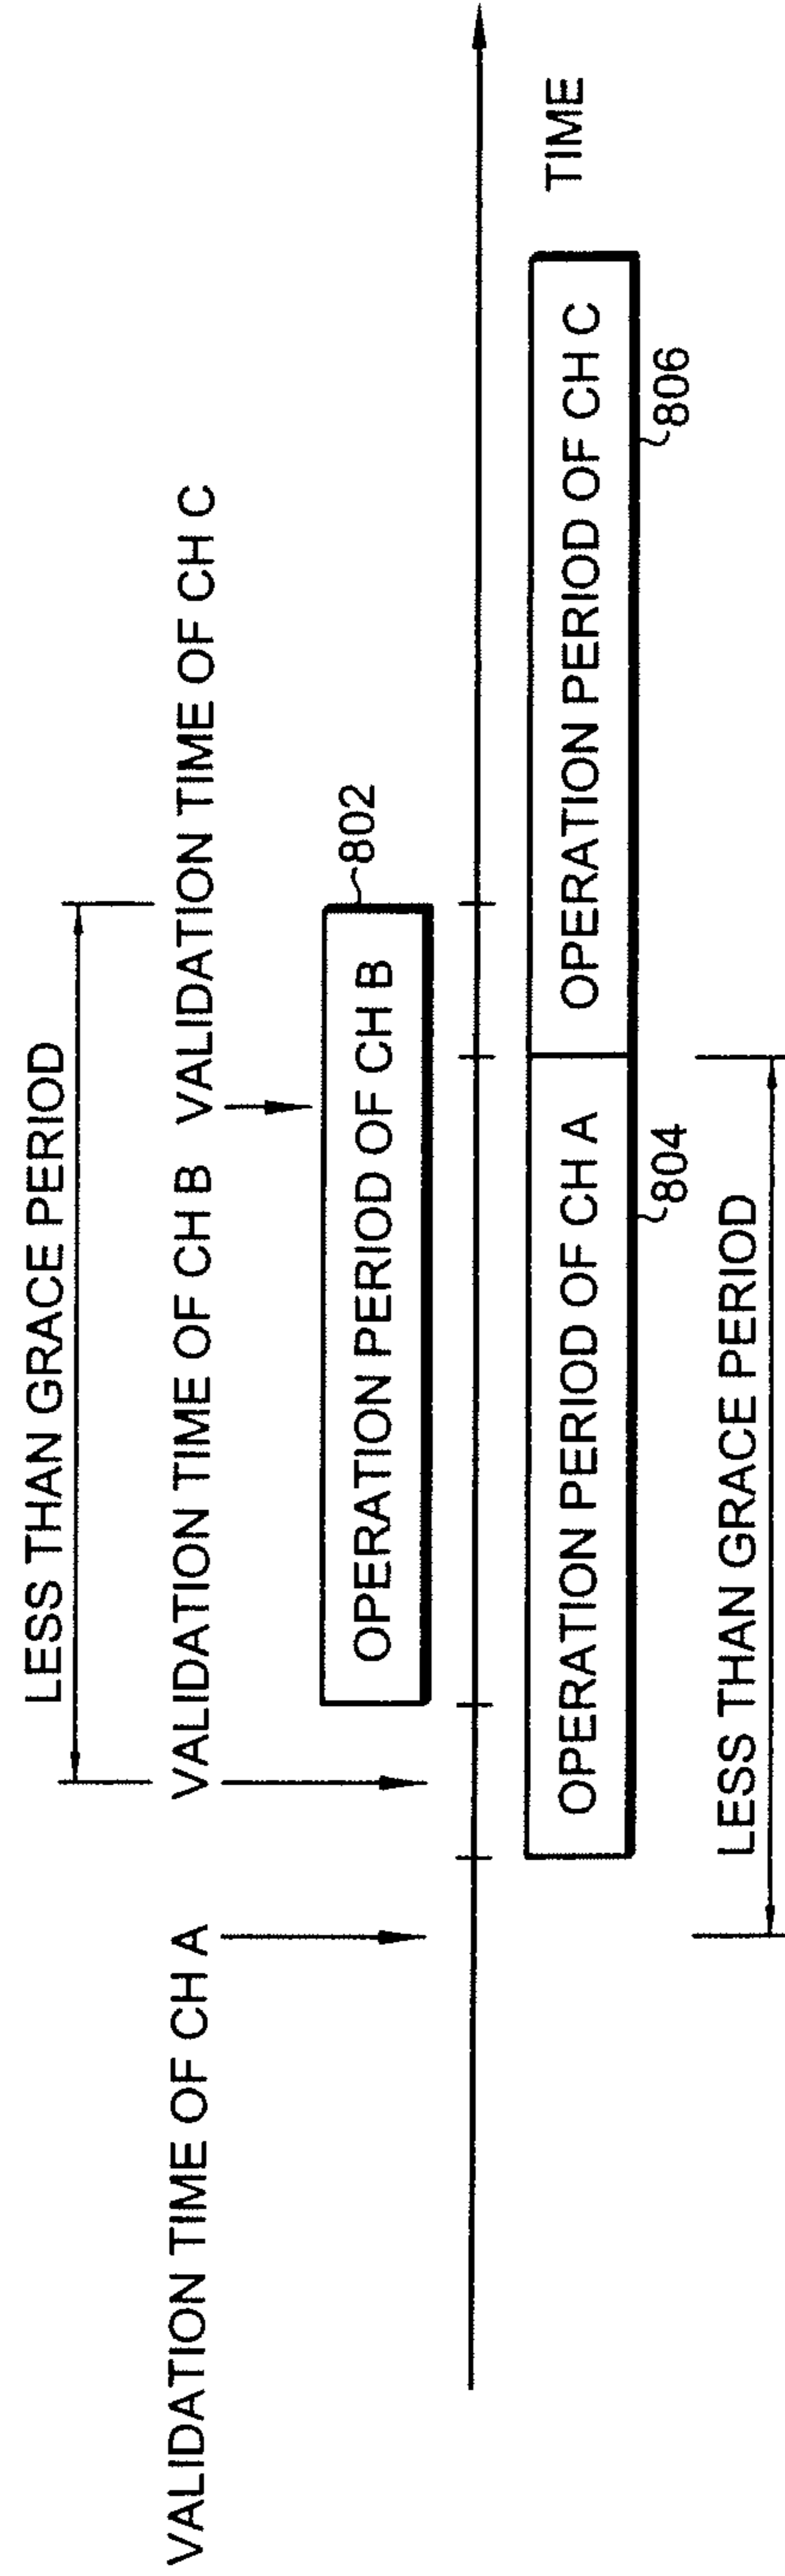 LESS THAN GRACE PERIOD
VALIDATION TIME OF CH A
VALIDATION TIME OF CH B
VALIDATION TIME OF CH C
802
OPERATION PERIOD OF CH B
TIME
OPERATION PERIOD OF CH A
OPERATION PERIOD OF CH C
804
806
LESS THAN GRACE PERIOD